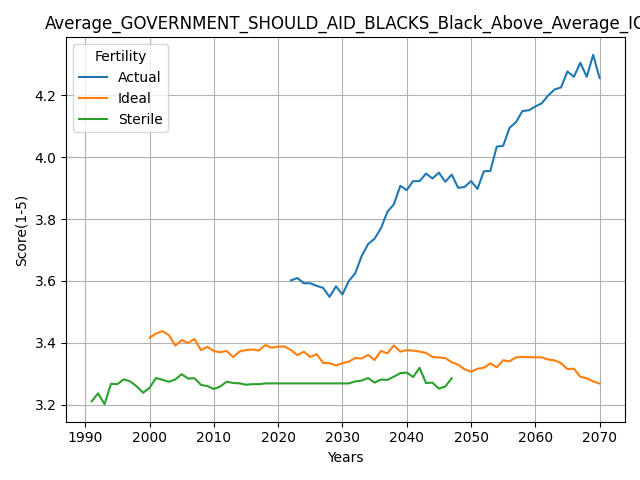 Average_GOVERNMENT_SHOULD_AID_BLACKS_Black_Above_Average_IQ
Fertility
Actual
Ideal
Sterile
Score(1-5)
4.2
4.0
3.8
3.6
3.4
3.2
1990 2000 2010 2020 2030 2040 2050 2060 2070
Years